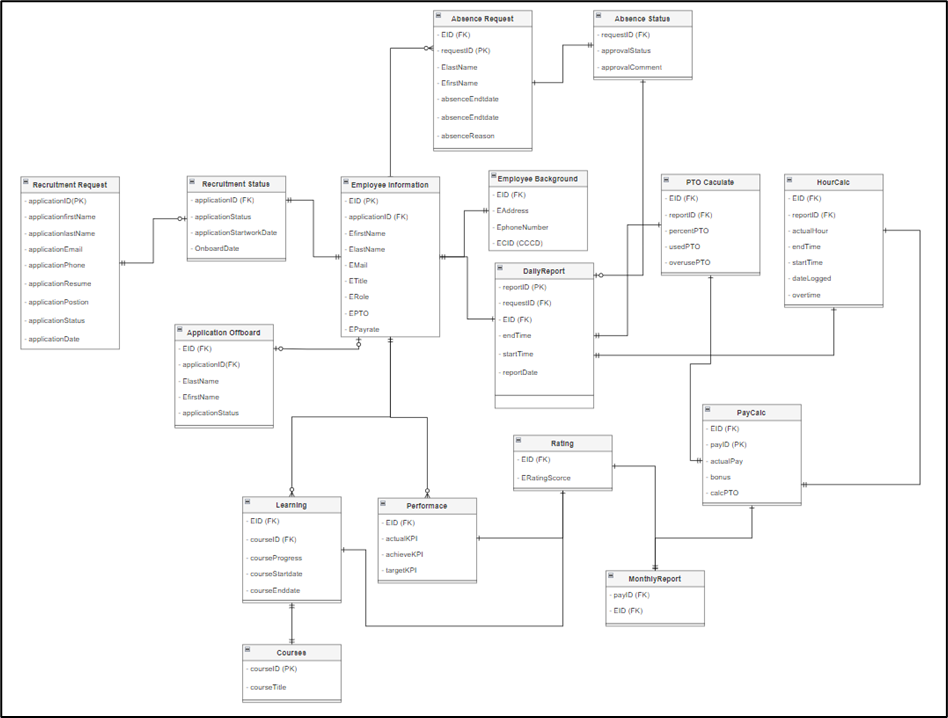 Absence Request
- EID (FK)
- requestID (PK)
- ElastName
- EfirstName
- absenceEndtdate
- absenceEndtdate
- absenceReason
Absence Status
- requestID (FK)
- approvalStatus
- approvalComment
Recruitment Request
- applicationID(PK)
- applicationfirstName
- applicationlastName
- applicationEmail
- applicationPhone
- applicationResume
- applicationPostion
- applicationStatus
- applicationDate
Recruitment Status
- applicationID (FK)
- applicationStatus
- applicationStartworkDate
- OnboardDate
Employee Information
- EID (PK)
- applicationID (FK)
- EfirstName
- ElastName
- EMail
- ETitle
- ERole
- EPTO
- EPayrate
Employee Background
- EID (FK)
- EAddress
- EphoneNumber
- ECID (CCCD)
PTO Caculate
- EID (FK)
- reportID (FK)
- percentPTO
- usedPTO
- overusePTO
HourCalc
- EID (FK)
- reportID (FK)
- actualHour
- endTime
- startTime
- dateLogged
- overtime
DailyReport
- reportID (PK)
- requestID (FK)
- EID (FK)
- endTime
- startTime
- reportDate
Application Offboard
- EID (FK)
- applicationID(FK)
- ElastName
- EfirstName
- applicationStatus
PayCalc
- EID (FK)
- payID (PK)
- actualPay
- bonus
- calcPTO
Rating
- EID (FK)
- ERatingScorce
Learning
- EID (FK)
- courseID (FK)
- courseProgress
- courseStartdate
- courseEnddate
Performace
- EID (FK)
- actualKPI
- achieveKPI
- targetKPI
MonthlyReport
- payID (FK)
- EID (FK)
Courses
- courseID (PK)
- courseTitle